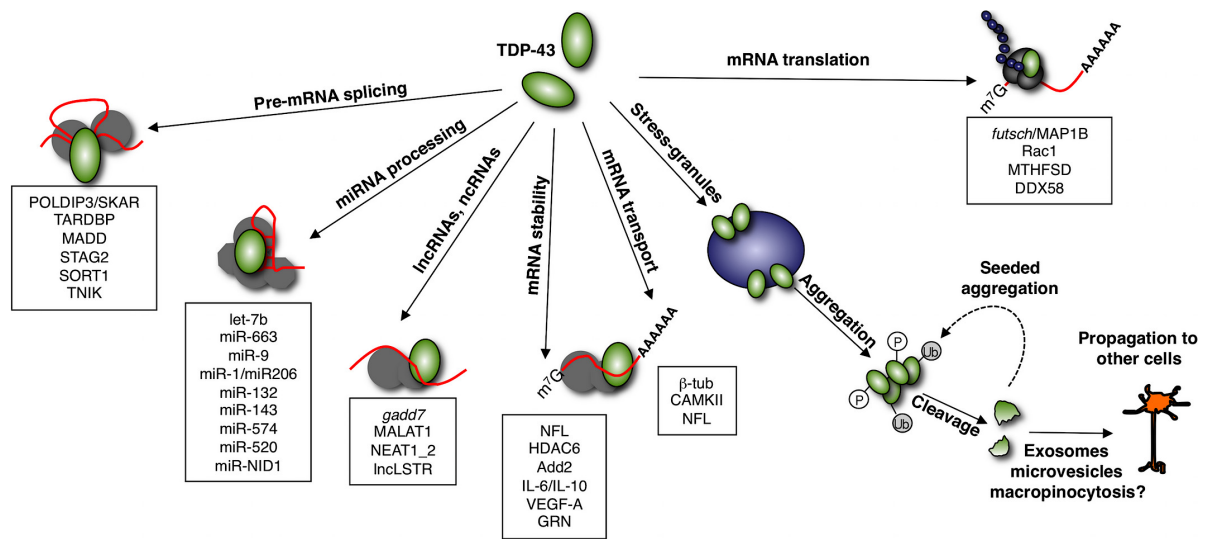 TDP-43
mRNA translation
AAAAAA
m7G
futsch/MAP1B
Rac1
MTHFSD
DDX58
Pre-mRNA splicing
POLDIP3/SKAR
TARDBP
MADD
STAG2
SORT1
TNIK
miRNA processing
let-7b
miR-663
miR-9
miR-1/miR206
miR-132
miR-143
miR-574
miR-520
miR-NID1
lncRNAs, ncRNAs
gadd7
MALAT1
NEAT1_2
lncLSTR
mRNA stability
m7G
AAAAAA
NFL
HDAC6
Add2
IL-6/IL-10
VEGF-A
GRN
mRNA transport
β-tub
CAMKII
NFL
Stress-granules
Aggregation
P
Ub
P
Ub
Seeded
aggregation
Cleavage
Propagation to
other cells
Exosomes
microvesicles
macropinocytosis?